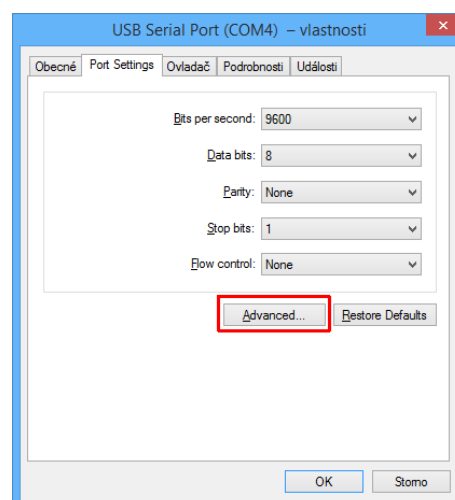 USB Serial Port (COM4) – vlastnosti
Obecné Port Settings Ovladač Podrobnosti Události
Bits per second: 9600
Data bits: 8
Parity: None
Stop bits: 1
Flow control: None
Advanced... Restore Defaults
OK Storno